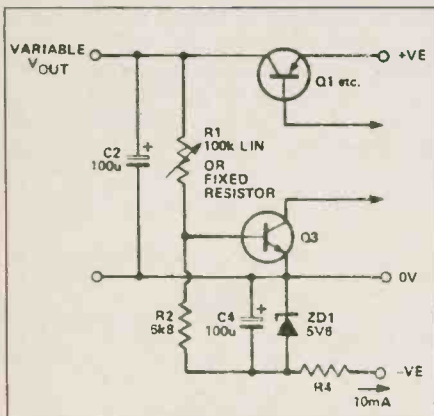 VARIABLE
VOUT
+VE
Q1 etc.
C2
100u
+
R1
100k LIN
OR
FIXED
RESISTOR
Q3
0V
R2
6k8
C4
100u
+
ZD1
5V6
R4
-VE
10mA